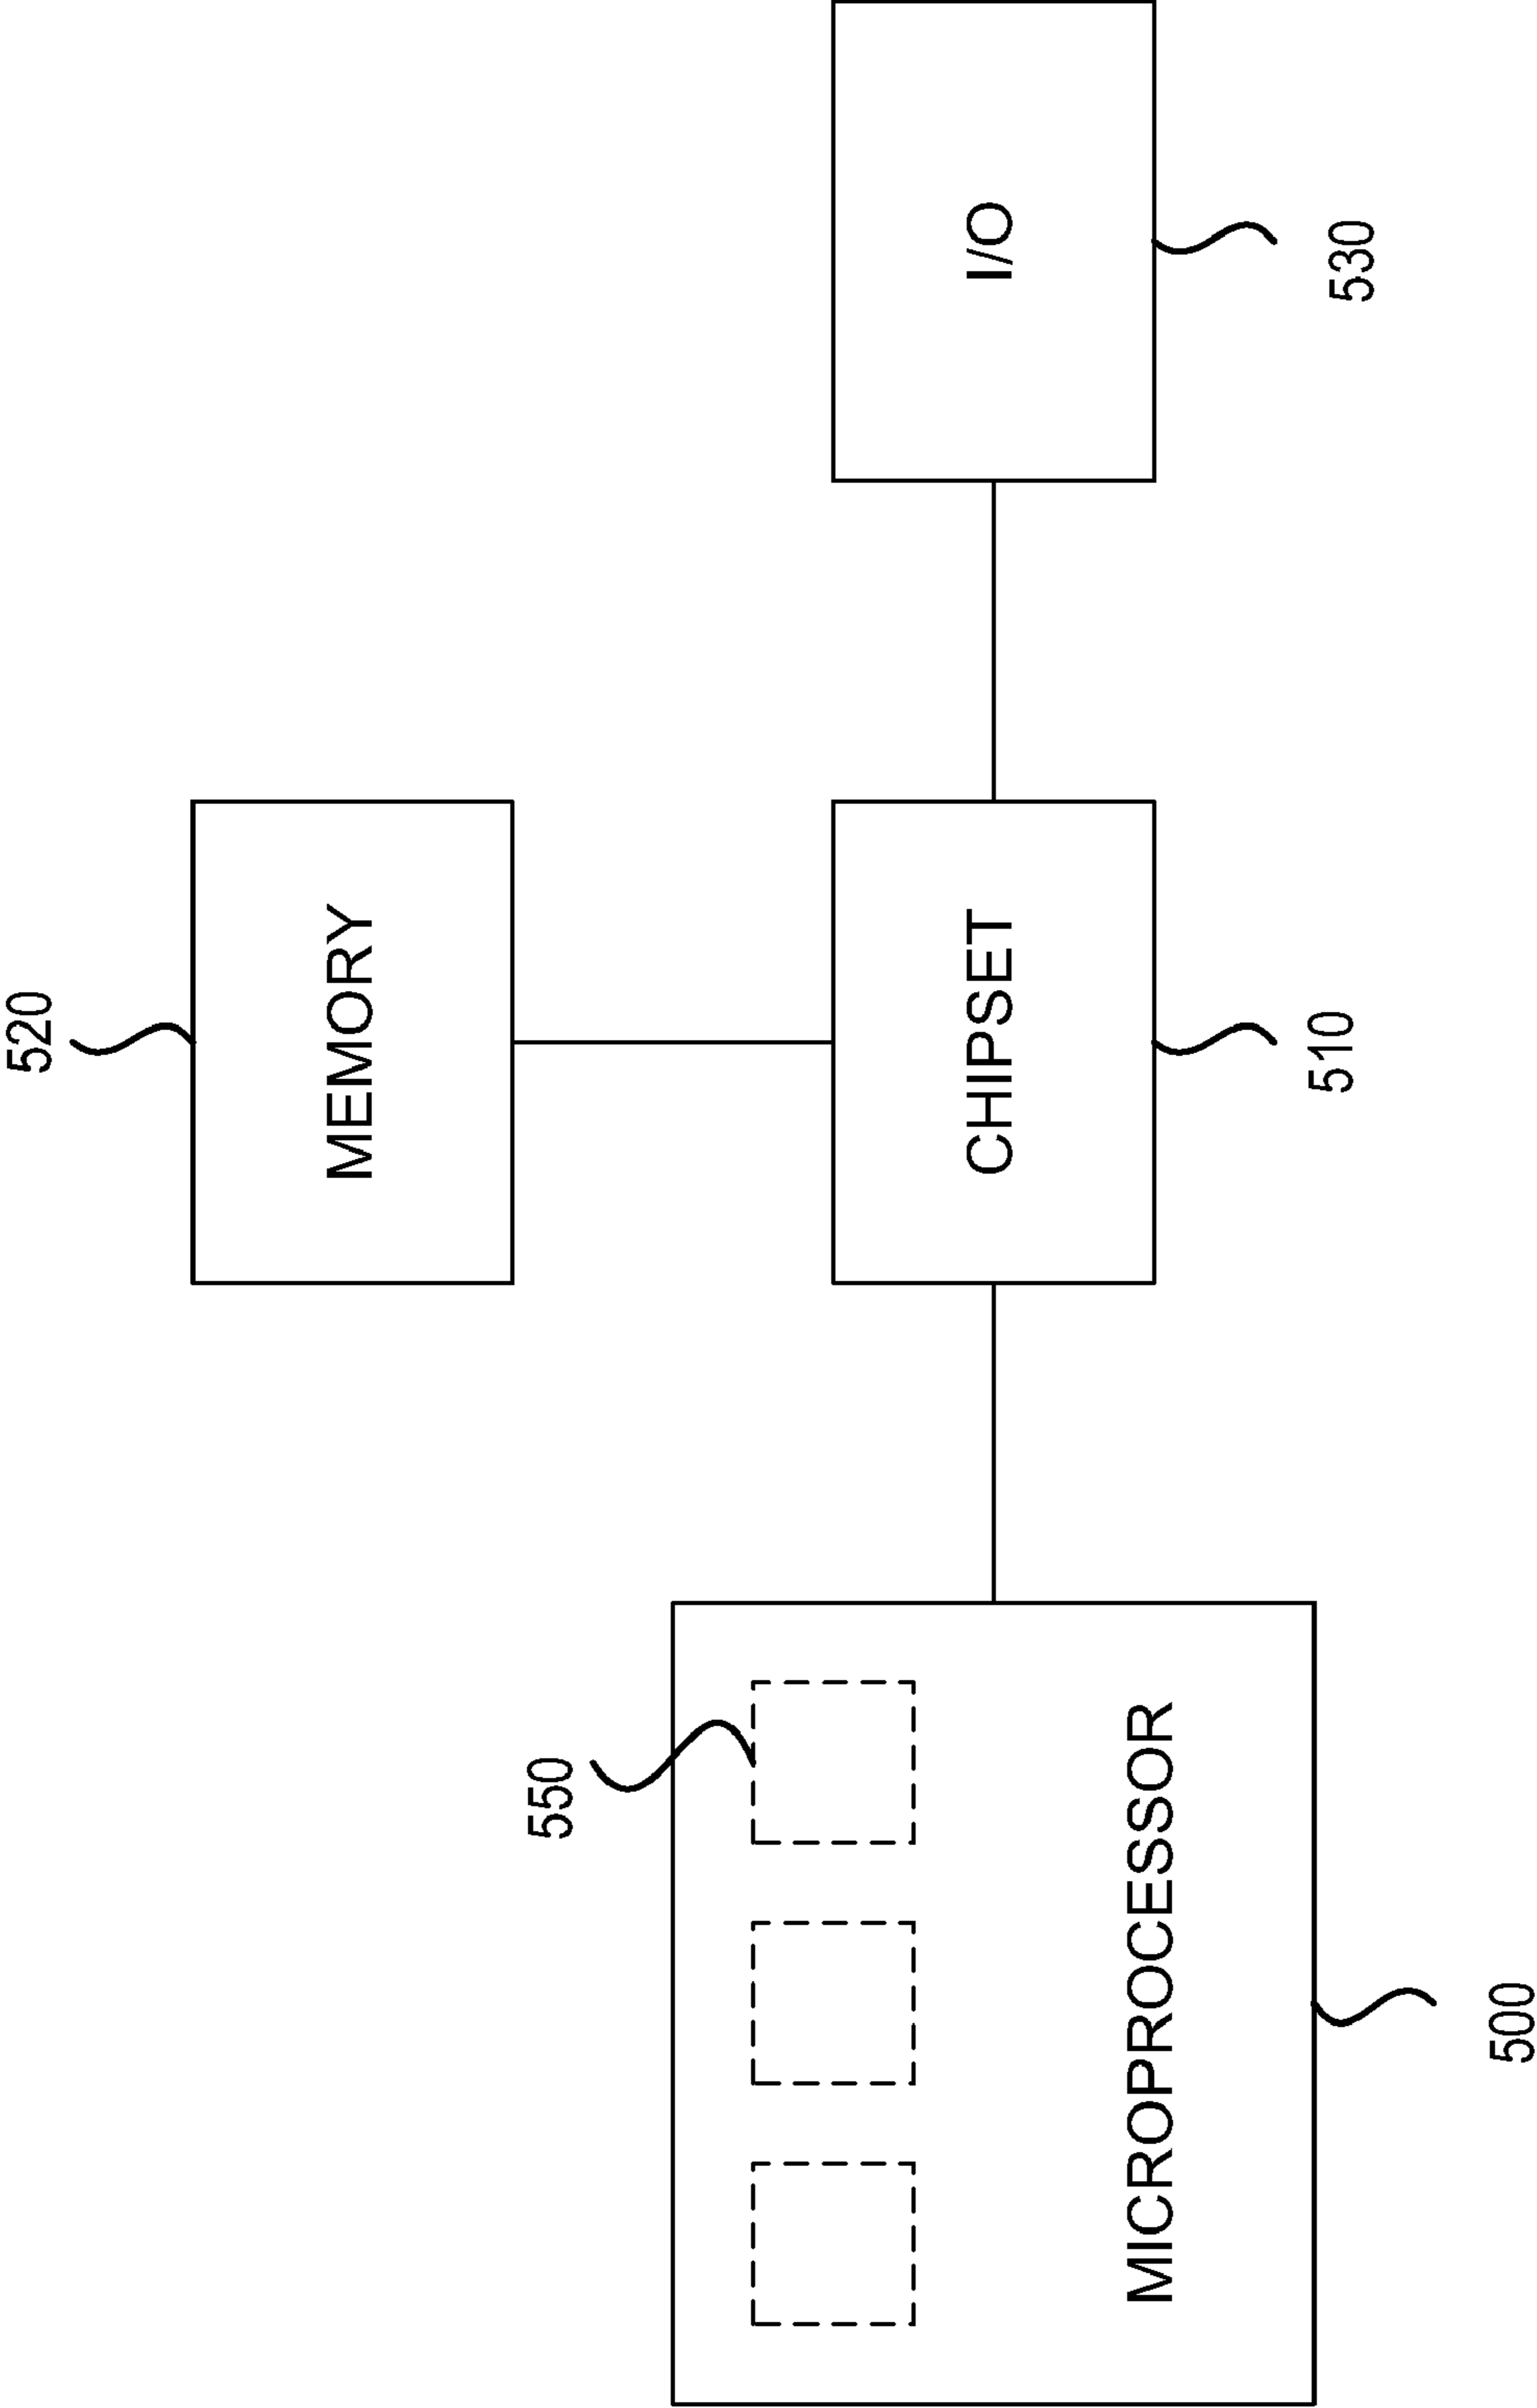 520
MEMORY
550
I/O
CHIPSET
MICROPROCESSOR
530
510
500